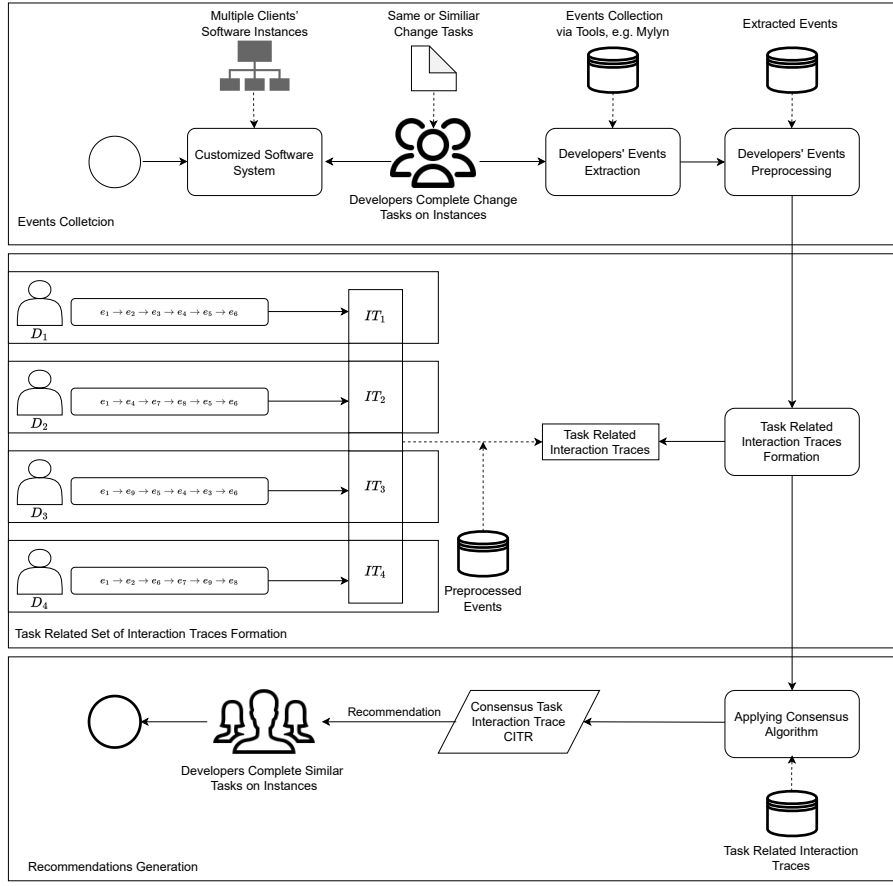 Multiple Clients'
Software Instances
Same or Similiar
Change Tasks
Events Collection
via Tools, e.g. Mylyn
Extracted Events
Customized Software
System
Developers Complete Change
Tasks on Instances
Developers' Events
Extraction
Developers' Events
Preprocessing
Events Colletcion
D₁
e₁ → e₂ → e₃ → e₄ → e₅ → e₆
IT₁
D₂
e₁ → e₄ → e₇ → e₈ → e₅ → e₆
IT₂
D₃
e₁ → e₉ → e₅ → e₄ → e₃ → e₆
IT₃
D₄
e₁ → e₂ → e₆ → e₇ → e₉ → e₈
IT₄
Task Related
Interaction Traces
Task Related
Interaction Traces
Formation
Preprocessed
Events
Task Related Set of Interaction Traces Formation
Developers Complete Similar
Tasks on Instances
Recommendation
Consensus Task
Interaction Trace
CITR
Applying Consensus
Algorithm
Task Related Interaction
Traces
Recommendations Generation